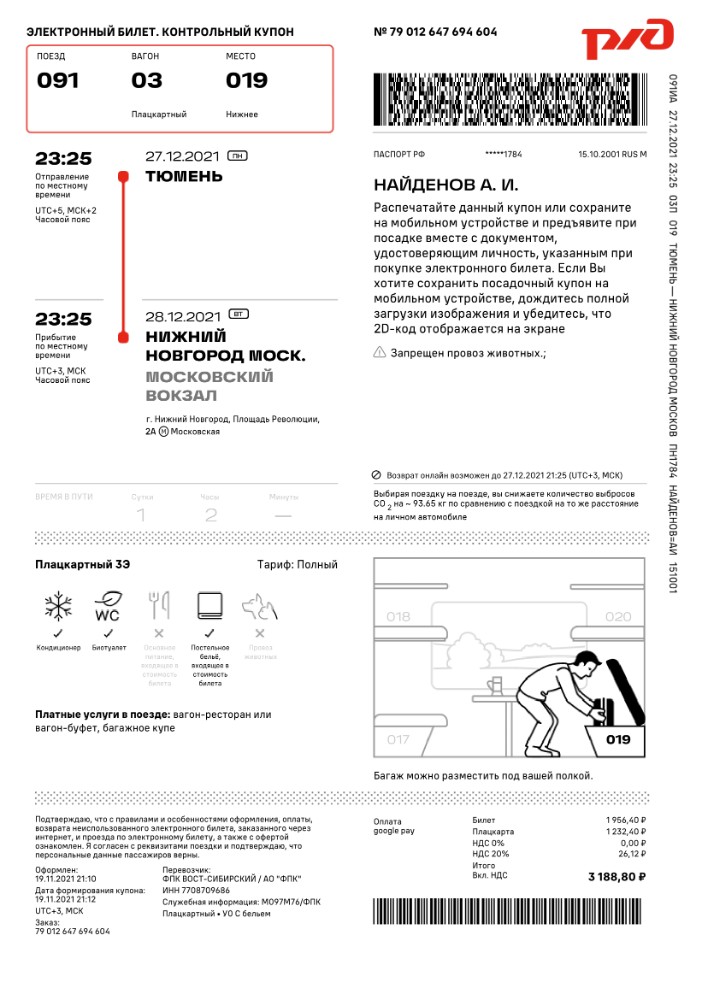 ЭЛЕКТРОННЫЙ БИЛЕТ. КОНТРОЛЬНЫЙ КУПОН
№ 79 012 647 694 604
ржд
ПОЕЗД ВАГОН МЕСТО
091 03 019
Плацкартный Нижнее
23:25
Отправление
по местному
времени
UTC+5, МСК+2
Часовой пояс
27.12.2021 ПН
ТЮМЕНЬ
23:25
Прибытие
по местному
времени
UTC+3, МСК
Часовой пояс
28.12.2021 ВТ
НИЖНИЙ
НОВГОРОД МОСК.
МОСКОВСКИЙ
ВОКЗАЛ
г. Нижний Новгород, Площадь Революции,
2А М Московская
ВРЕМЯ В ПУТИ Сутки Часы Минуты
1 2 —
ПАСПОРТ РФ *****1784 15.10.2001 RUS М
НАЙДЕНОВ А. И.
Распечатайте данный купон или сохраните
на мобильном устройстве и предъявите при
посадке вместе с документом,
удостоверяющим личность, указанным при
покупке электронного билета. Если Вы
хотите сохранить посадочный купон на
мобильном устройстве, дождитесь полной
загрузки изображения и убедитесь, что
2D-код отображается на экране
Запрещен провоз животных.;
Возврат онлайн возможен до 27.12.2021 21:25 (UTC+3, МСК)
Выбирая поездку на поезде, вы снижаете количество выбросов
CO 2 на ~ 93.65 кг по сравнению с поездкой на то же расстояние
на личном автомобиле
091ИА 27.12.2021 23:25 03П 019 ТЮМЕНЬ — НИЖНИЙ НОВГОРОД МОСКОВ ПН1784 НАЙДЕНОВ=АИ 151001
Плацкартный 3Э Тариф: Полный
WC
Кондиционер
Биотуалет
Основное
питание,
входящее в
стоимость
билета
Постельное
бельё,
входящее в
стоимость
билета
Провоз
животных
Платные услуги в поезде: вагон-ресторан или
вагон-буфет, багажное купе
018 020
017 019
Багаж можно разместить под вашей полкой.
Подтверждаю, что с правилами и особенностями оформления, оплаты,
возврата неиспользованного электронного билета, заказанного через
интернет, и проезда по электронному билету, а также с офертой
ознакомлен. Я согласен с реквизитами поездки и подтверждаю, что
персональные данные пассажиров верны.
Оформлен:
19.11.2021 21:10
Дата формирования купона:
19.11.2021 21:12
UTC+3, МСК
Заказ:
79 012 647 694 604
Перевозчик:
ФПК ВОСТ-СИБИРСКИЙ / АО "ФПК"
ИНН 7708709686
Служебная информация: МО97М76/ФПК
Плацкартный • УО С бельем
Оплата
google pay
Билет 1 956,40 ₽
Плацкарта 1 232,40 ₽
НДС 0% 0,00 ₽
НДС 20% 26,12 ₽
Итого
Вкл. НДС 3 188,80 ₽